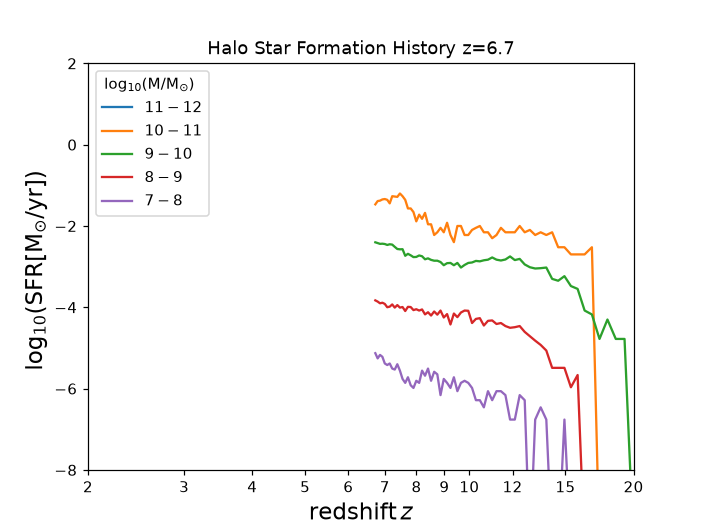 Halo Star Formation History z=6.7
log₁₀(M/M⊙)
11 − 12
10 − 11
9 − 10
8 − 9
7 − 8
log₁₀(SFR[M⊙/yr])
2
0
−2
−4
−6
−8
2 3 4 5 6 7 8 9 10 12 15 20
redshift z